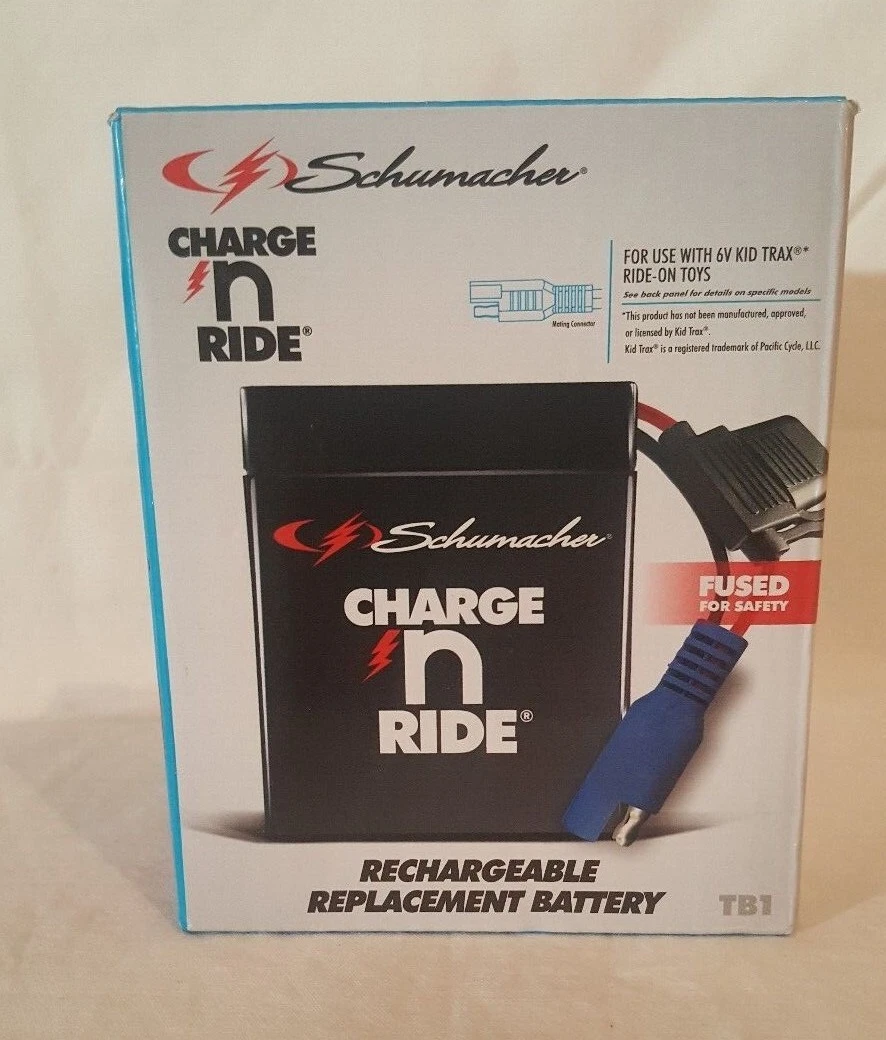 Schumacher®
CHARGE
'n
RIDE®
FOR USE WITH 6V KID TRAX®*
RIDE-ON TOYS
See back panel for details on specific models
*This product has not been manufactured, approved,
or licensed by Kid Trax®.
Kid Trax® is a registered trademark of Pacific Cycle, LLC.
Mating Connector
Schumacher®
CHARGE
'n
RIDE®
FUSED
FOR SAFETY
RECHARGEABLE
REPLACEMENT BATTERY
TB1